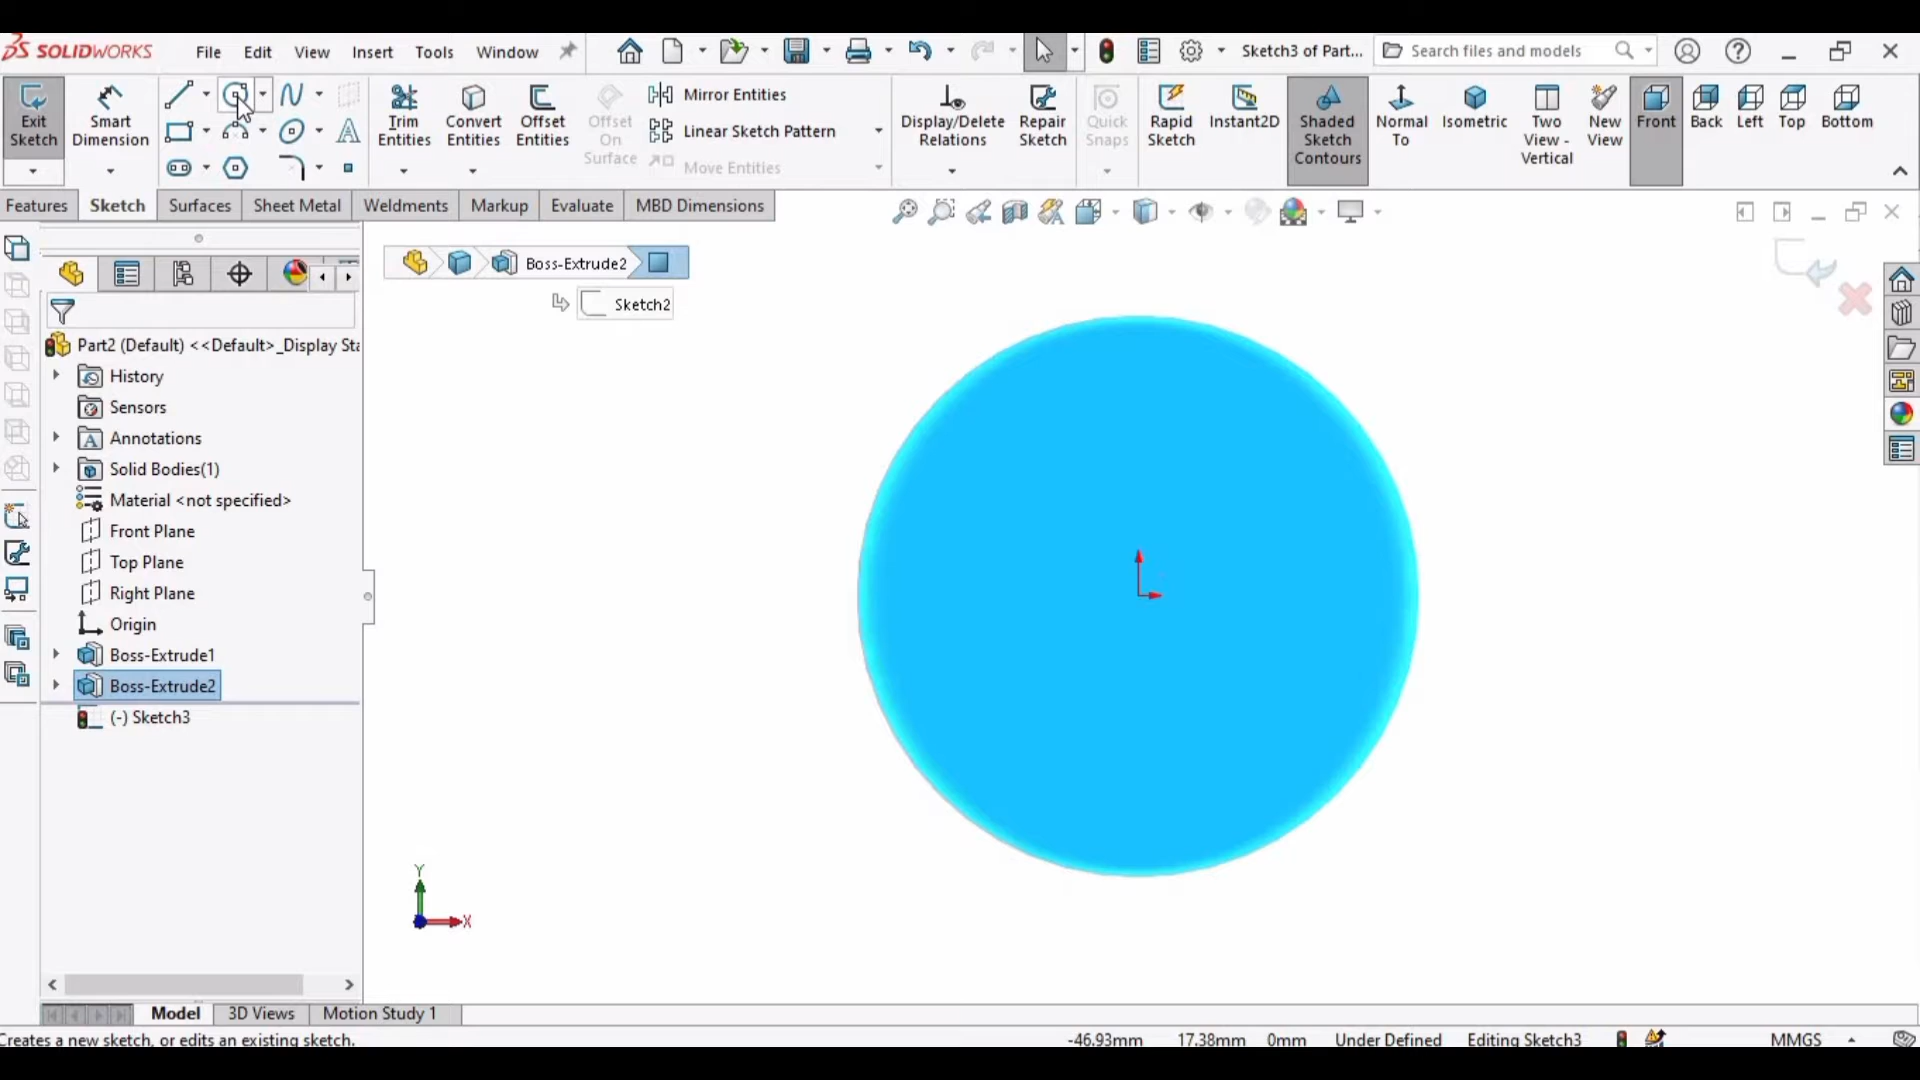 SOLIDWORKS File Edit View Insert Tools Window Sketch3 of Part... Search files and models
Exit Sketch
Smart Dimension
Trim Entities
Convert Entities
Offset Entities
Offset On Surface
Mirror Entities
Linear Sketch Pattern
Move Entities
Display/Delete Relations
Repair Sketch
Quick Snaps
Rapid Sketch
Instant2D
Shaded Sketch Contours
Normal To
Isometric
Two View - Vertical
New View
Front
Back
Left
Top
Bottom
Features Sketch Surfaces Sheet Metal Weldments Markup Evaluate MBD Dimensions
Boss-Extrude2
Sketch2
Part2 (Default) <<Default>_Display Sta
History
Sensors
Annotations
Solid Bodies(1)
Material <not specified>
Front Plane
Top Plane
Right Plane
Origin
Boss-Extrude1
Boss-Extrude2
(-) Sketch3
Y
X
Model 3D Views Motion Study 1
Creates a new sketch, or edits an existing sketch. -46.93mm 17.38mm 0mm Under Defined Editing Sketch3 MMGS